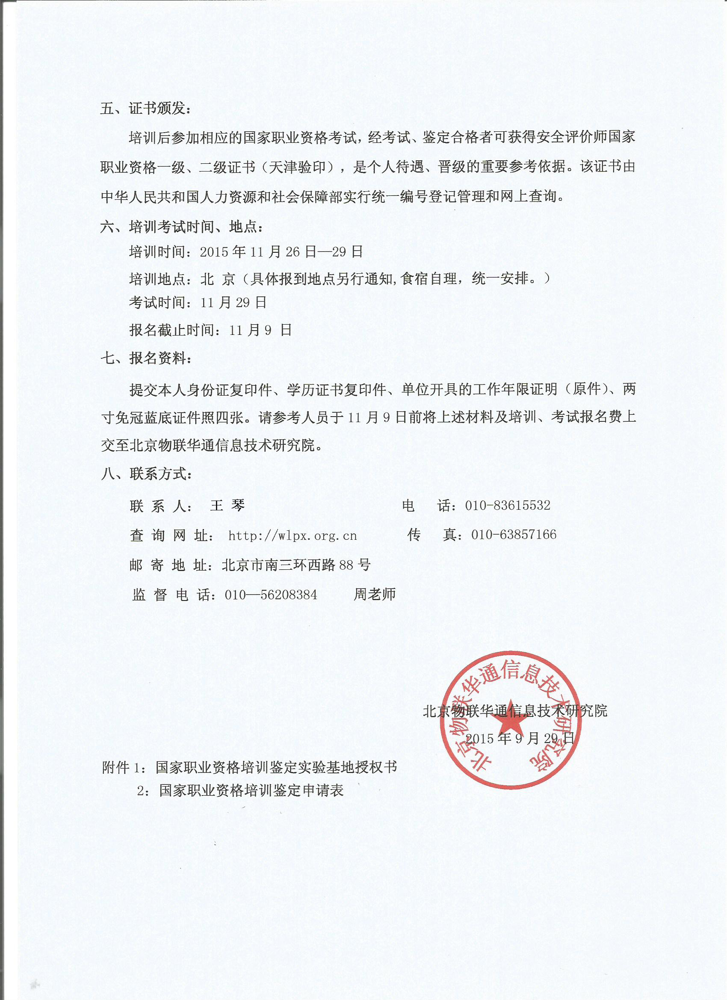 五、证书颁发：
培训后参加相应的国家职业资格考试，经考试、鉴定合格者可获得安全评价师国家
职业资格一级、二级证书（天津验印），是个人待遇、晋级的重要参考依据。该证书由
中华人民共和国人力资源和社会保障部实行统一编号登记管理和网上查询。
六、培训考试时间、地点：
培训时间：2015 年 11 月 26 日—29 日
培训地点：北 京（具体报到地点另行通知,食宿自理，统一安排。）
考试时间：11 月 29 日
报名截止时间：11 月 9 日
七、报名资料：
提交本人身份证复印件、学历证书复印件、单位开具的工作年限证明（原件）、两
寸免冠蓝底证件照四张。请参考人员于 11 月 9 日前将上述材料及培训、考试报名费上
交至北京物联华通信息技术研究院。
八、联系方式：
联 系 人： 王 琴 电 话：010-83615532
查 询 网 址： http://wlpx.org.cn 传 真：010-63857166
邮 寄 地 址：北京市南三环西路 88 号
监 督 电 话：010—56208384 周老师
北京物联华通信息技术研究院
北京物联华通信息技术研究院
2015 年 9 月 29 日
附件 1：国家职业资格培训鉴定实验基地授权书
2：国家职业资格培训鉴定申请表